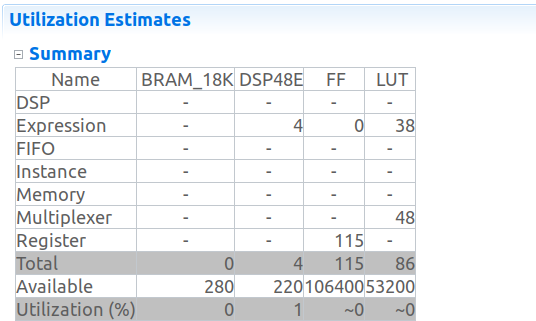 Utilization Estimates
Summary
Name BRAM_18K DSP48E FF LUT
DSP - - - -
Expression - 4 0 38
FIFO - - - -
Instance - - - -
Memory - - - -
Multiplexer - - - 48
Register - - 115 -
Total 0 4 115 86
Available 280 220 106400 53200
Utilization (%) 0 1 ~0 ~0